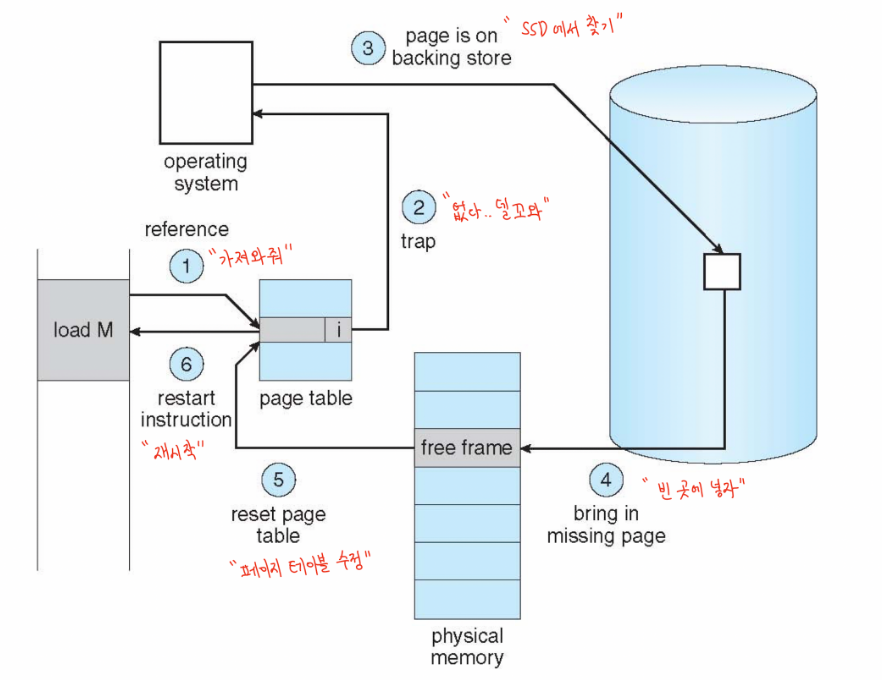 3
page is on
backing store
" SSD 에서 찾기 "
operating
system
2
"없다.. 델꼬와"
trap
reference
1
"가져와줘"
load M
i
6
restart
instruction
"재시작"
page table
free frame
5
reset page
table
"페이지 테이블 수정"
4
bring in
missing page
" 빈 곳에 넣자"
physical
memory